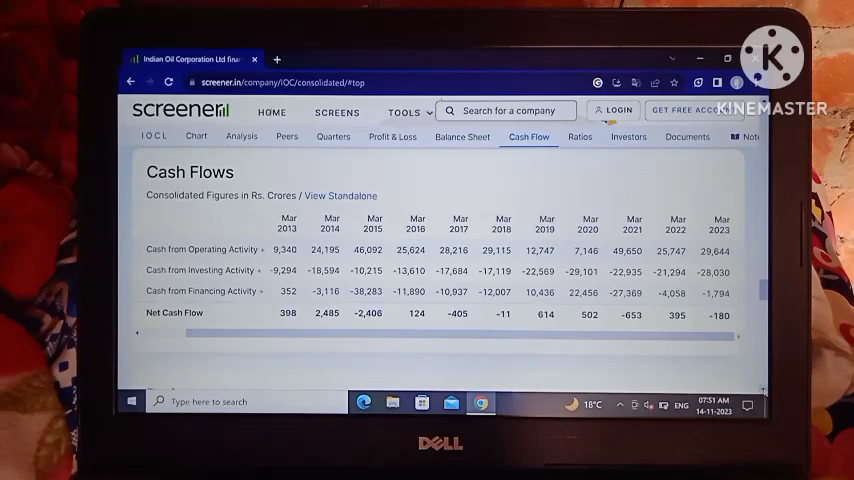 Indian Oil Corporation Ltd finan
screener.in/company/IOC/consolidated/#top
KINEMASTER
screener
HOME
SCREENS
TOOLS
Search for a company
LOGIN
GET FREE ACCOU
IOCL
Chart
Analysis
Peers
Quarters
Profit & Loss
Balance Sheet
Cash Flow
Ratios
Investors
Documents
Note
Cash Flows
Consolidated Figures in Rs. Crores / View Standalone
Mar 2013 Mar 2014 Mar 2015 Mar 2016 Mar 2017 Mar 2018 Mar 2019 Mar 2020 Mar 2021 Mar 2022 Mar 2023
Cash from Operating Activity + 9,340 24,195 46,092 25,624 28,216 29,115 12,747 7,146 49,650 25,747 29,644
Cash from Investing Activity + -9,294 -18,594 -10,215 -13,610 -17,684 -17,119 -22,569 -29,101 -22,935 -21,294 -28,030
Cash from Financing Activity + 352 -3,116 -38,283 -11,890 -10,937 -12,007 10,436 22,456 -27,369 -4,058 -1,794
Net Cash Flow 398 2,485 -2,406 124 -405 -11 614 502 -653 395 -180
Type here to search
18°C
ENG
07:51 AM
14-11-2023
DELL